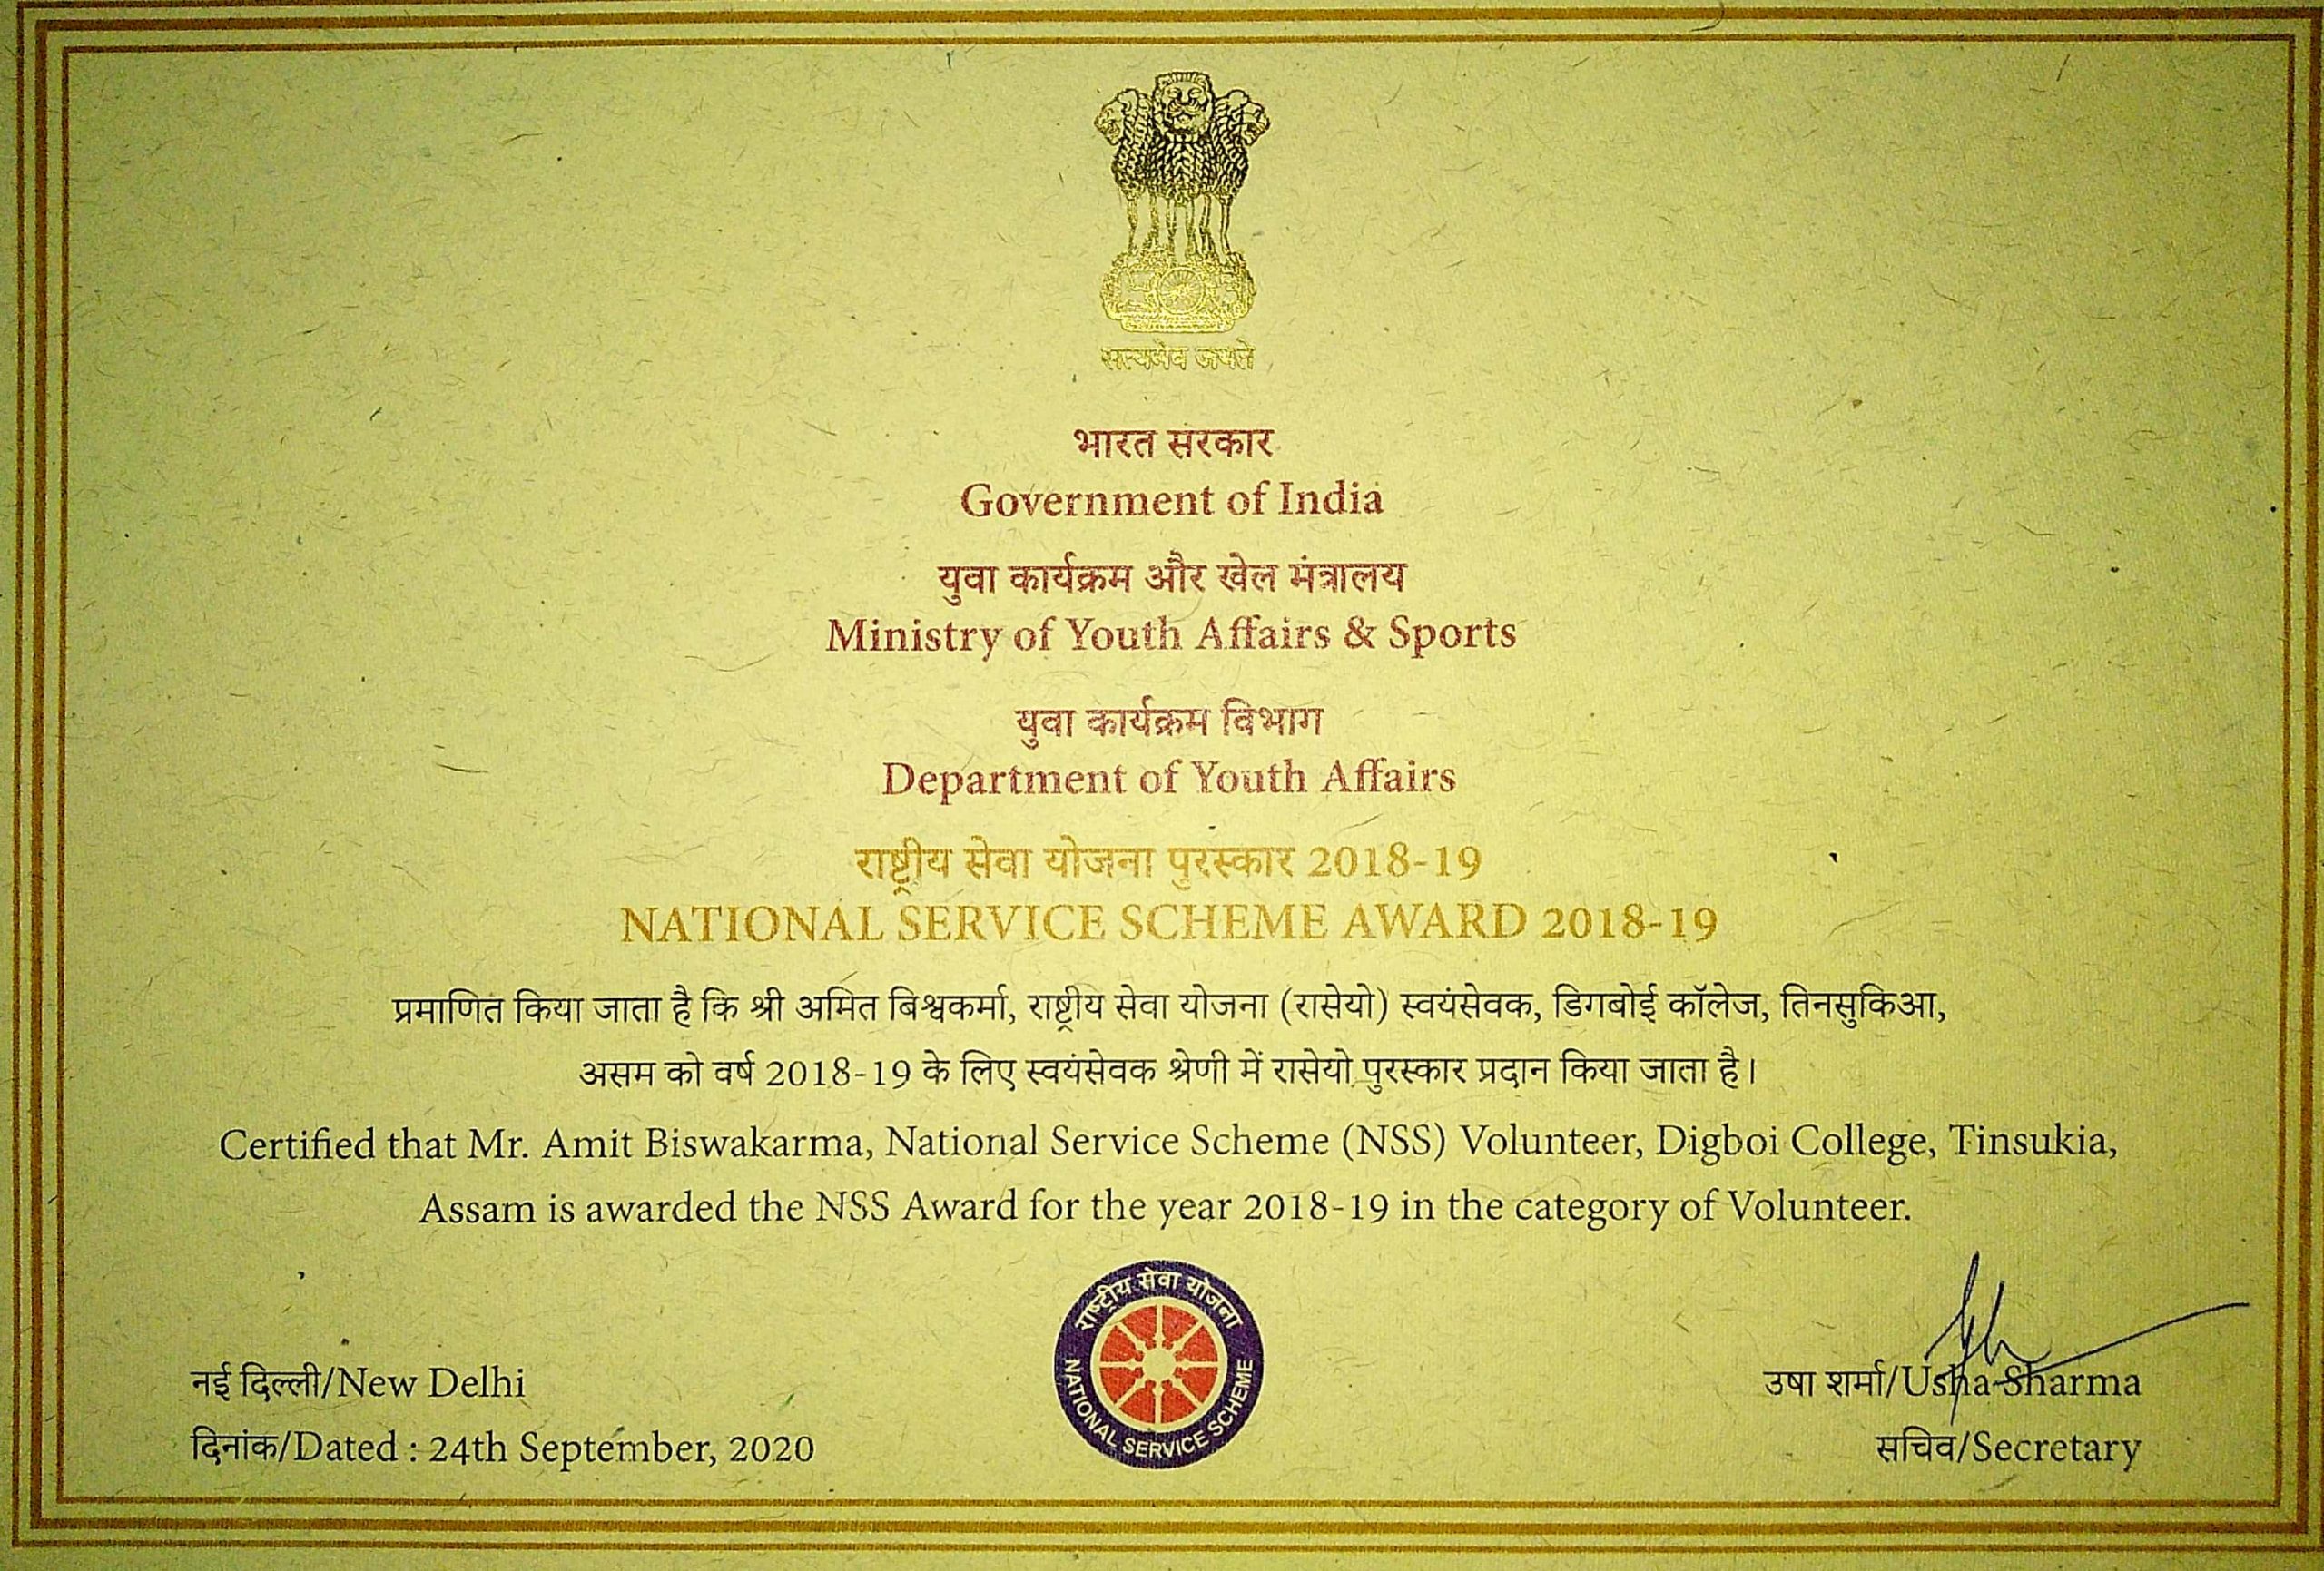 सत्यमेव जयते
भारत सरकार
Government of India
युवा कार्यक्रम और खेल मंत्रालय
Ministry of Youth Affairs & Sports
युवा कार्यक्रम विभाग
Department of Youth Affairs
राष्ट्रीय सेवा योजना पुरस्कार 2018-19
NATIONAL SERVICE SCHEME AWARD 2018-19
प्रमाणित किया जाता है कि श्री अमित बिश्वकर्मा, राष्ट्रीय सेवा योजना (रासेयो) स्वयंसेवक, डिगबोई कॉलेज, तिनसुकिआ,
असम को वर्ष 2018-19 के लिए स्वयंसेवक श्रेणी में रासेयो पुरस्कार प्रदान किया जाता है।
Certified that Mr. Amit Biswakarma, National Service Scheme (NSS) Volunteer, Digboi College, Tinsukia,
Assam is awarded the NSS Award for the year 2018-19 in the category of Volunteer.
राष्ट्रीय सेवा योजना
NATIONAL SERVICE SCHEME
नई दिल्ली/New Delhi
दिनांक/Dated : 24th September, 2020
उषा शर्मा/Usha Sharma
सचिव/Secretary